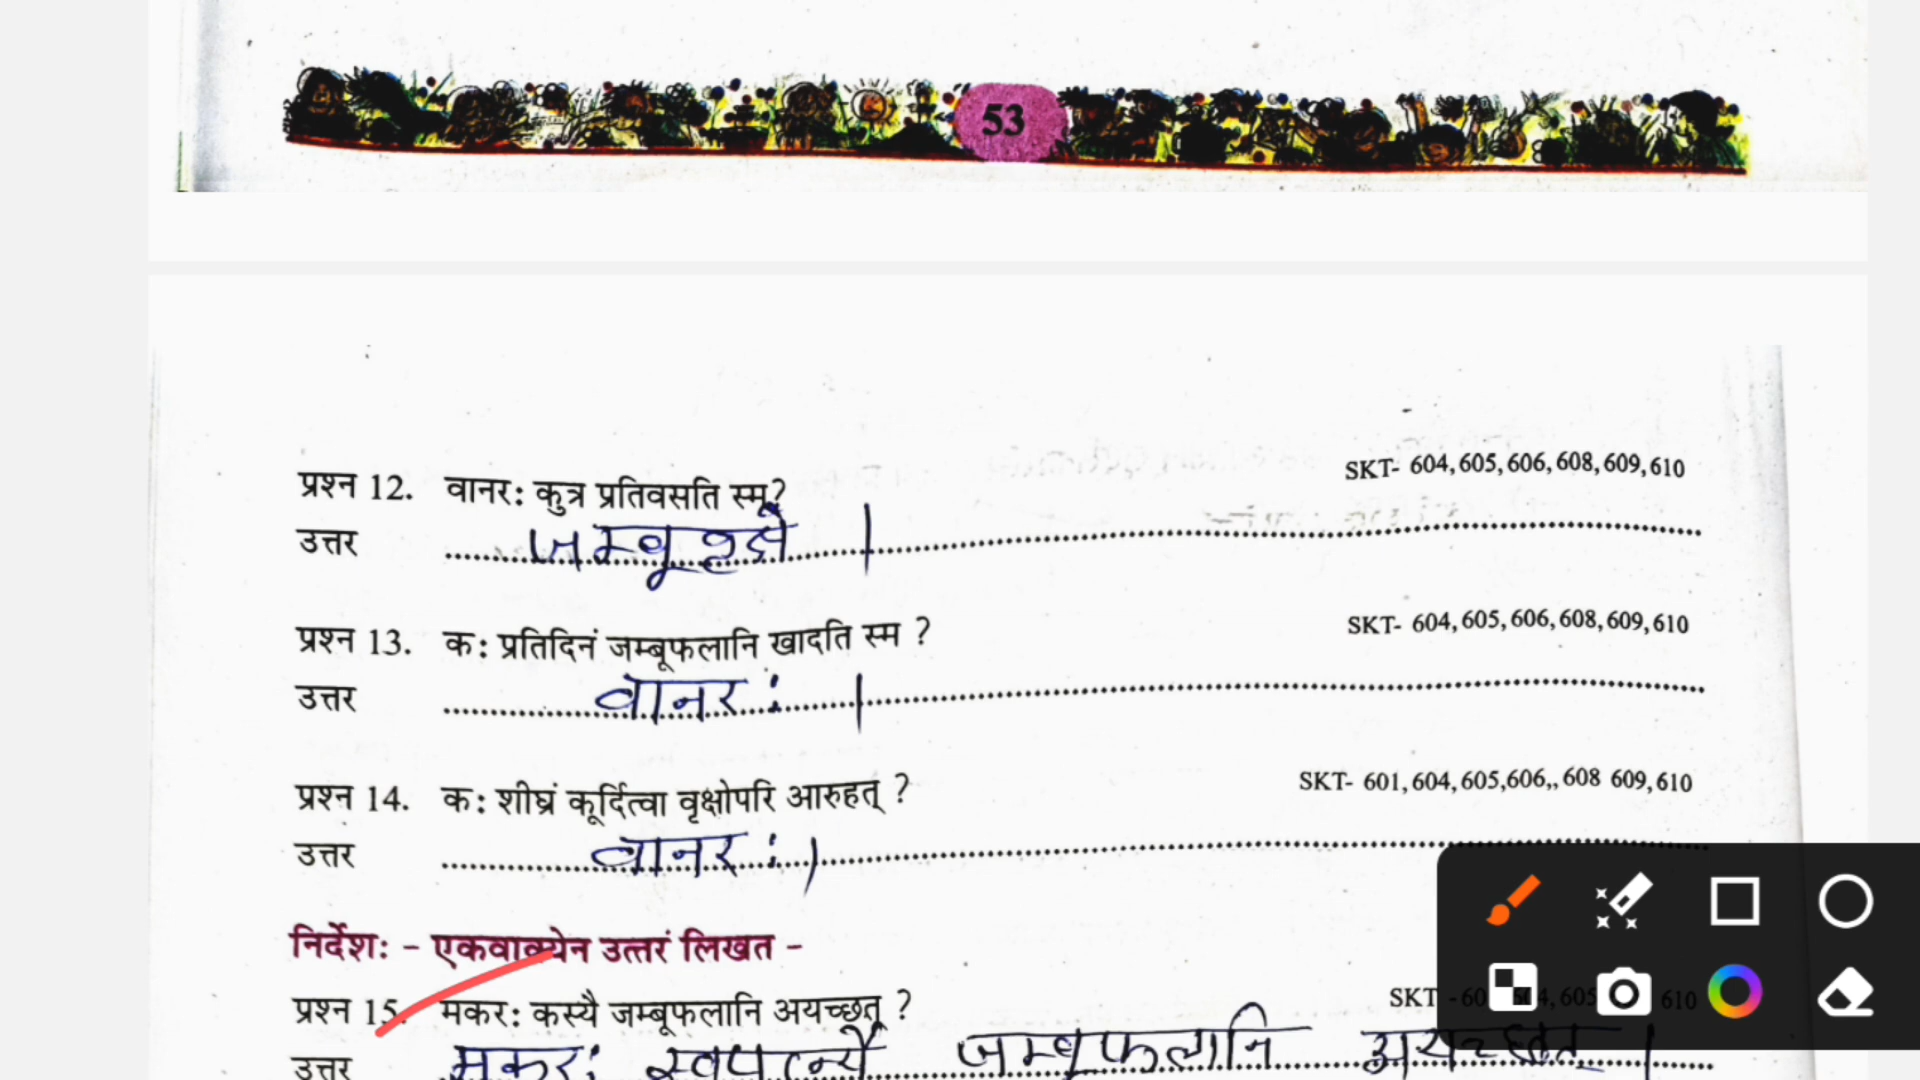 53
प्रश्न 12. वानर: कुत्र प्रतिवसति स्म? SKT- 604,605,606,608,609,610
उत्तर जम्बूवृक्षे ।
प्रश्न 13. क: प्रतिदिनं जम्बूफलानि खादति स्म ? SKT- 604,605,606,608,609,610
उत्तर वानर: ।
प्रश्न 14. क: शीघ्रं कूर्दित्वा वृक्षोपरि आरुहत् ? SKT- 601,604,605,606,,608 609,610
उत्तर वानर: ।
निर्देश: - एकवाक्येन उत्तरं लिखत -
प्रश्न 15. मकर: कस्यै जम्बूफलानि अयच्छत् ? SKT 610
उत्तर मकर: स्वपत्न्यै जम्बूफलानि अयच्छत् ।